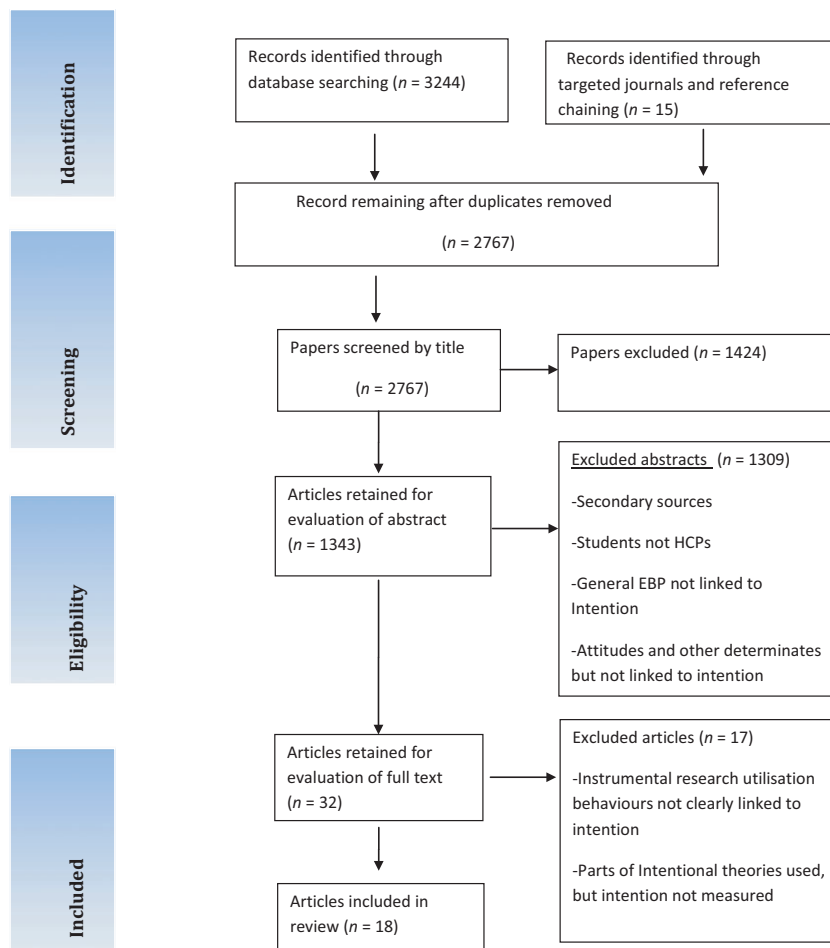 Identification
Records identified through
database searching (n = 3244)
Records identified through
targeted journals and reference
chaining (n = 15)
Record remaining after duplicates removed
(n = 2767)
Screening
Papers screened by title
(n = 2767)
Papers excluded (n = 1424)
Eligibility
Articles retained for
evaluation of abstract
(n = 1343)
Excluded abstracts (n = 1309)
-Secondary sources
-Students not HCPs
-General EBP not linked to
Intention
-Attitudes and other determinates
but not linked to intention
Included
Articles retained for
evaluation of full text
(n = 32)
Excluded articles (n = 17)
-Instrumental research utilisation
behaviours not clearly linked to
intention
-Parts of Intentional theories used,
but intention not measured
Articles included in
review (n = 18)